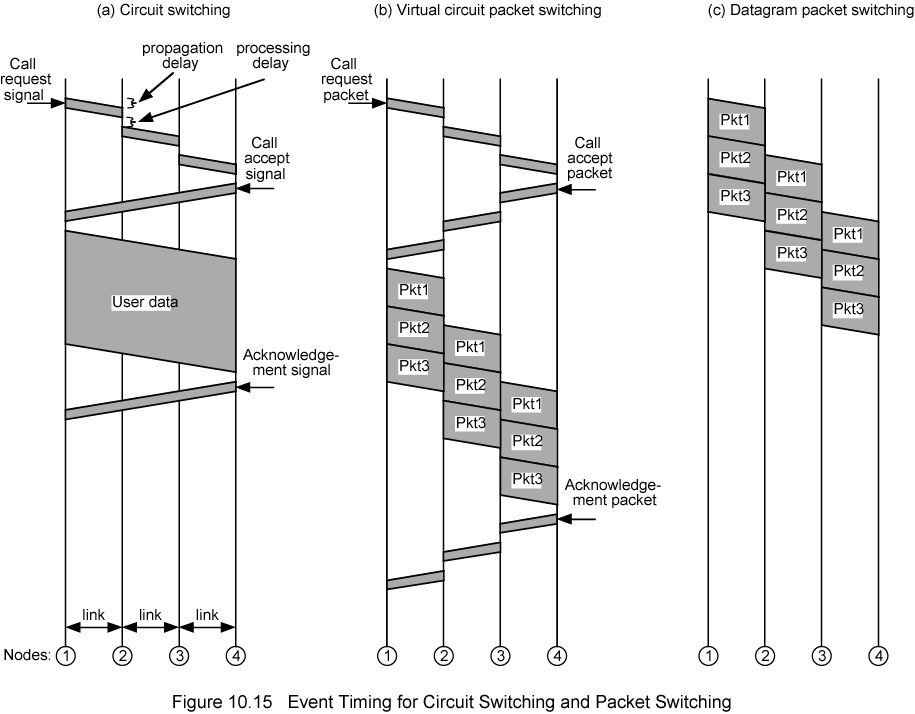 (a) Circuit switching
(b) Virtual circuit packet switching
(c) Datagram packet switching
propagation
delay
processing
delay
Call
request
signal
Call
accept
signal
User data
Acknowledge-
ment signal
link
link
link
Call
request
packet
Call
accept
packet
Pkt1
Pkt2
Pkt3
Pkt1
Pkt2
Pkt3
Pkt1
Pkt2
Pkt3
Acknowledge-
ment packet
Pkt1
Pkt2
Pkt3
Pkt1
Pkt2
Pkt3
Pkt1
Pkt2
Pkt3
Nodes: 1 2 3 4
1 2 3 4
1 2 3 4
Figure 10.15 Event Timing for Circuit Switching and Packet Switching